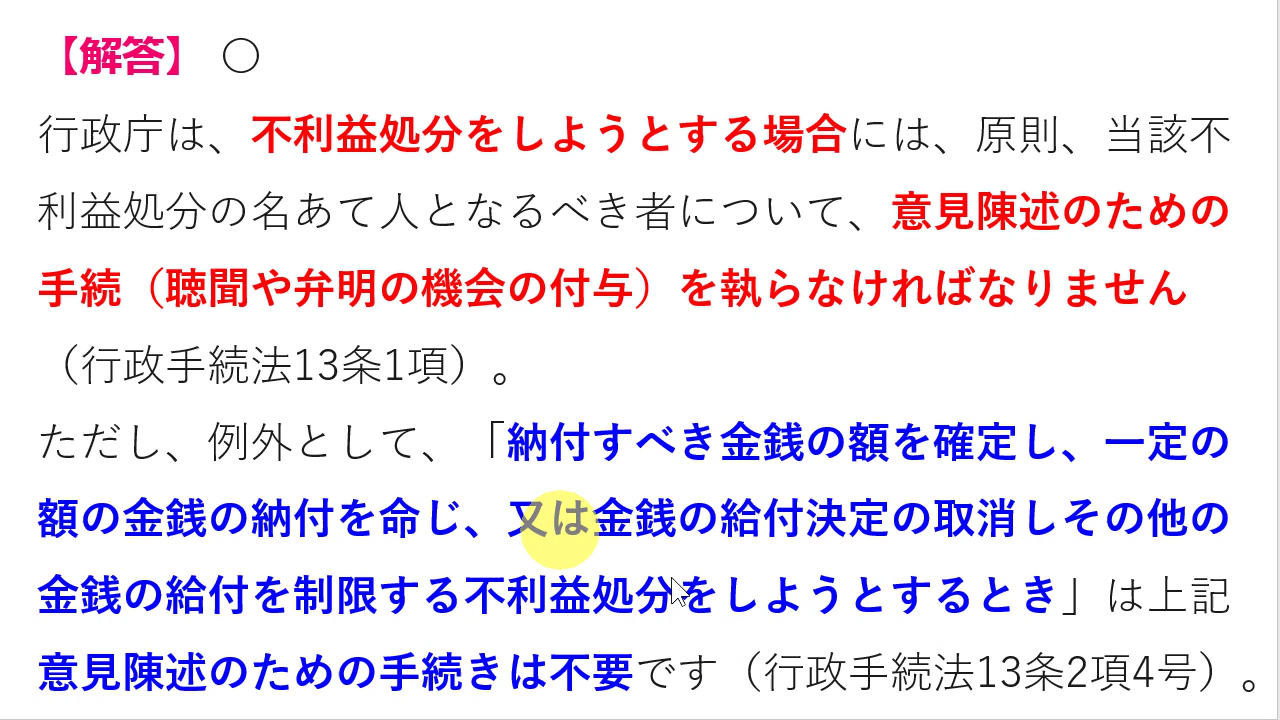 【解答】 ○
行政庁は、不利益処分をしようとする場合には、原則、当該不
利益処分の名あて人となるべき者について、意見陳述のための
手続（聴聞や弁明の機会の付与）を執らなければなりません
（行政手続法13条1項）。
ただし、例外として、「納付すべき金銭の額を確定し、一定の
額の金銭の納付を命じ、又は金銭の給付決定の取消しその他の
金銭の給付を制限する不利益処分をしようとするとき」は上記
意見陳述のための手続きは不要です（行政手続法13条2項4号）。